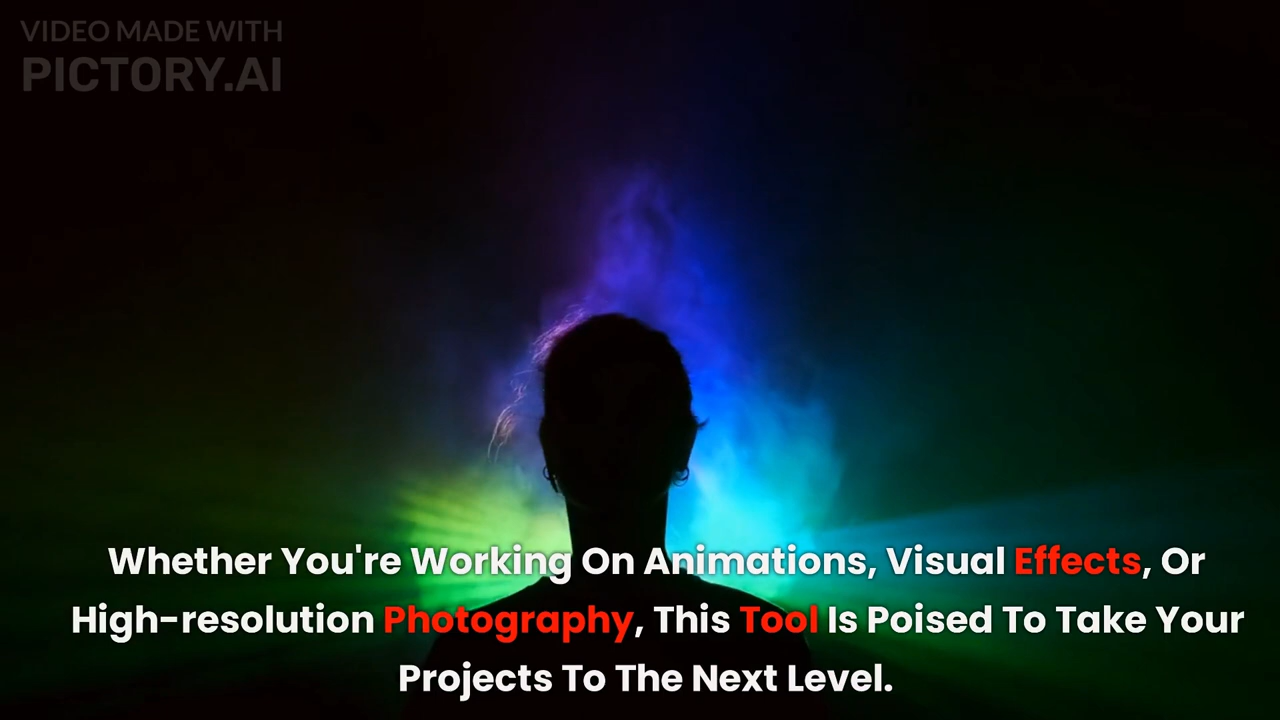 VIDEO MADE WITH
PICTORY.AI
Whether You're Working On Animations, Visual Effects, Or
High-resolution Photography, This Tool Is Poised To Take Your
Projects To The Next Level.